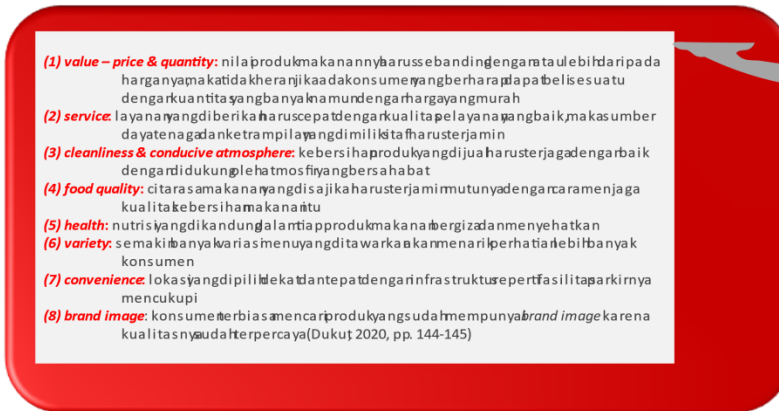 (1) value – price & quantity: nilai produk makanannya harus sebanding dengan atau lebih daripada
harganya, maka tidak heran jika ada konsumen yang berharap dapat beli sesuatu
dengan kuantitas yang banyak namun dengan harga yang murah
(2) service: layanan yang diberikan harus cepat dengan kualitas pelayanan yang baik, maka sumber
daya tenaga dan ketrampilan yang dimiliki staf harus terjamin
(3) cleanliness & conducive atmosphere: kebersihan produk yang dijual harus terjaga dengan baik
dengan didukung oleh atmosfir yang bersahabat
(4) food quality: citarasa makanan yang disajikan harus terjamin mutunya dengan cara menjaga
kualitas kebersihan makanan itu
(5) health: nutrisi yang dikandung dalam tiap produk makanan bergizi dan menyehatkan
(6) variety: semakin banyak variasi menu yang ditawarkan akan menarik perhatian lebih banyak
konsumen
(7) convenience: lokasi yang dipilih dekat dan tepat dengan infrastruktur seperti fasilitas parkirnya
mencukupi
(8) brand image: konsumen terbiasa mencari produk yang sudah mempunyai brand image karena
kualitasnya sudah terpercaya (Dukut, 2020, pp. 144-145)